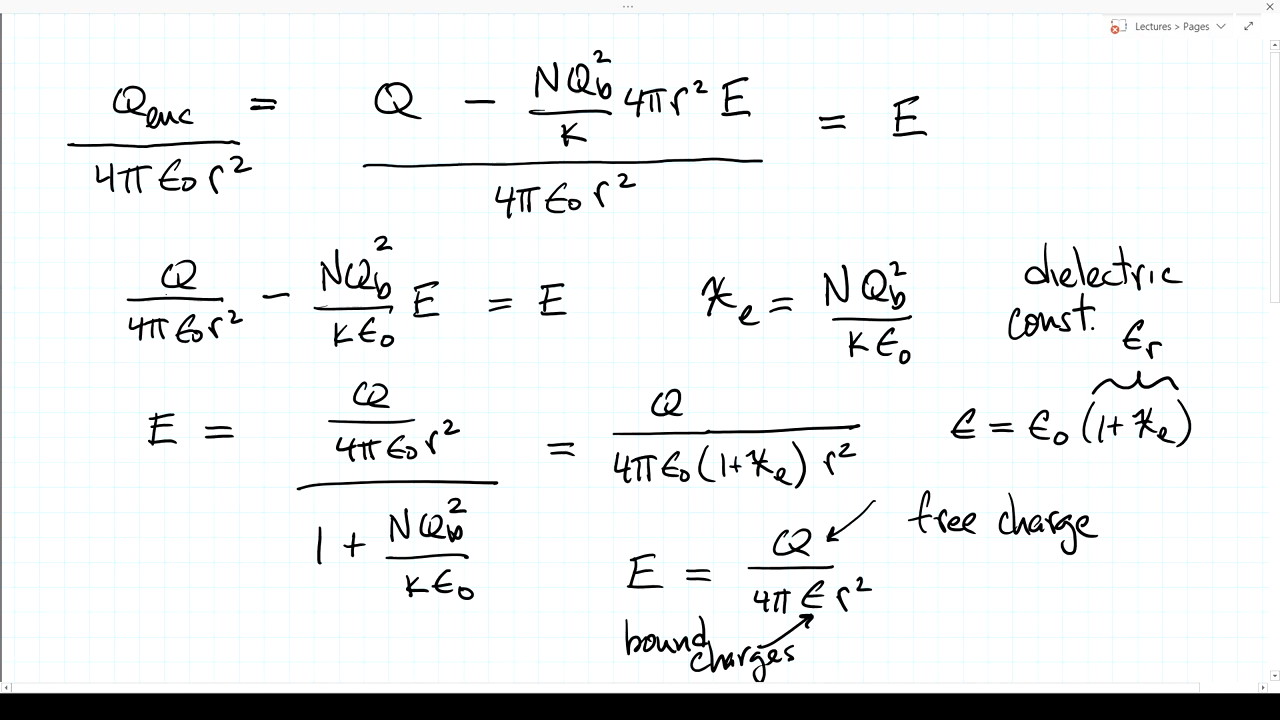 Lectures > Pages
Q_enc / 4π ϵ₀ r² = (Q − (N Q_b² / K) 4π r² E) / (4π ϵ₀ r²) = E
Q / 4π ϵ₀ r² − (N Q_b² / K ϵ₀) E = E
χ_e = N Q_b² / K ϵ₀
dielectric
const.
ϵ_r
E = (Q / 4π ϵ₀ r²) / (1 + N Q_b² / K ϵ₀) = Q / 4π ϵ₀ (1 + χ_e) r²
ϵ = ϵ₀ (1 + χ_e)
free charge
E = Q / 4π ϵ r²
bound
charges